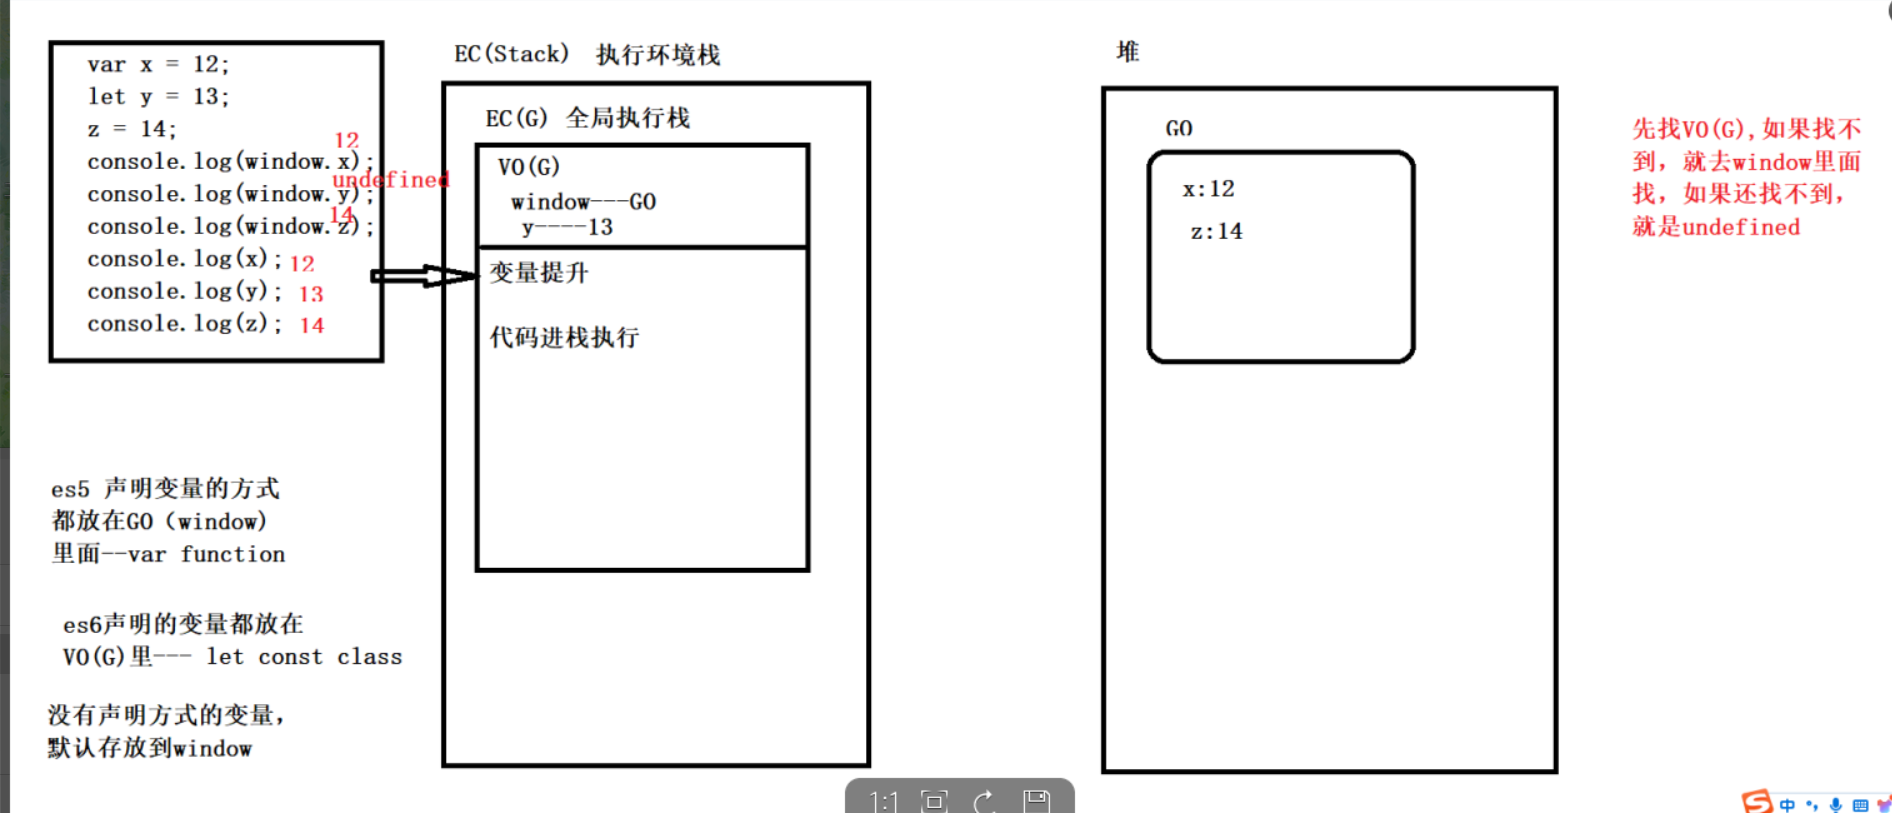 var x = 12;
let y = 13;
z = 14;
console.log(window.x); 12
console.log(window.y); undefined
console.log(window.z); 14
console.log(x); 12
console.log(y); 13
console.log(z); 14
es5 声明变量的方式
都放在GO（window)
里面--var function
es6声明的变量都放在
VO(G)里--- let const class
没有声明方式的变量，
默认存放到window
EC(Stack) 执行环境栈
EC(G) 全局执行栈
VO(G)
window---GO
y----13
变量提升
代码进栈执行
堆
GO
x:12
z:14
先找VO(G),如果找不
到，就去window里面
找，如果还找不到，
就是undefined
1:1
S中